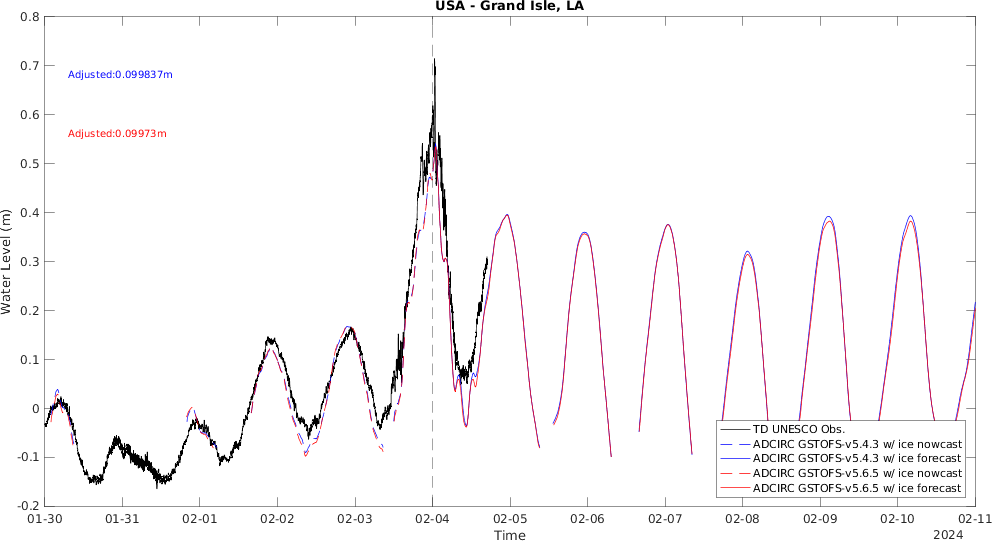 USA - Grand Isle, LA
0.8
0.7
0.6
0.5
0.4
0.3
0.2
0.1
0
-0.1
-0.2
Water Level (m)
Adjusted:0.099837m
Adjusted:0.09973m
TD UNESCO Obs.
ADCIRC GSTOFS-v5.4.3 w/ ice nowcast
ADCIRC GSTOFS-v5.4.3 w/ ice forecast
ADCIRC GSTOFS-v5.6.5 w/ ice nowcast
ADCIRC GSTOFS-v5.6.5 w/ ice forecast
01-30 01-31 02-01 02-02 02-03 02-04 02-05 02-06 02-07 02-08 02-09 02-10 02-11
Time
2024